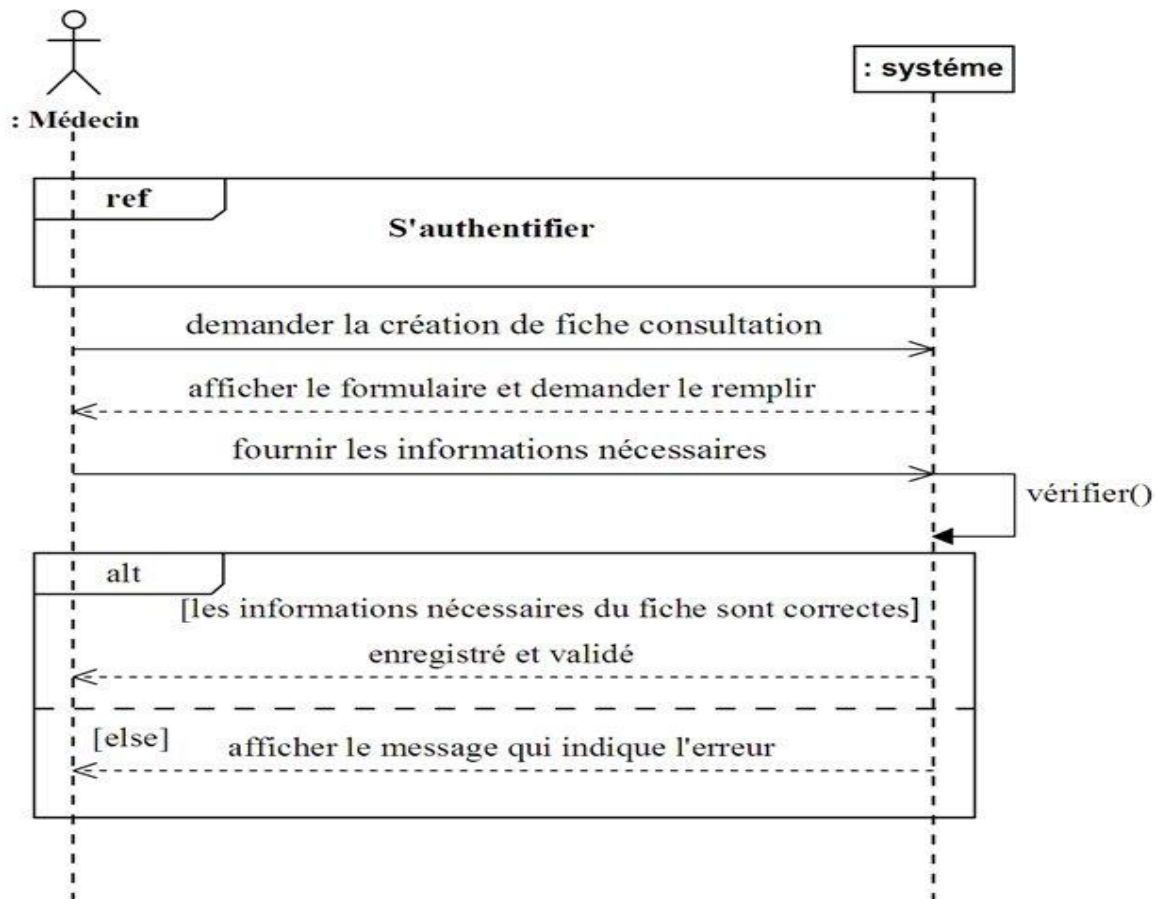 : Médecin
: systéme
ref
S'authentifier
demander la création de fiche consultation
afficher le formulaire et demander le remplir
fournir les informations nécessaires
vérifier()
alt
[les informations nécessaires du fiche sont correctes]
enregistré et validé
[else]
afficher le message qui indique l'erreur